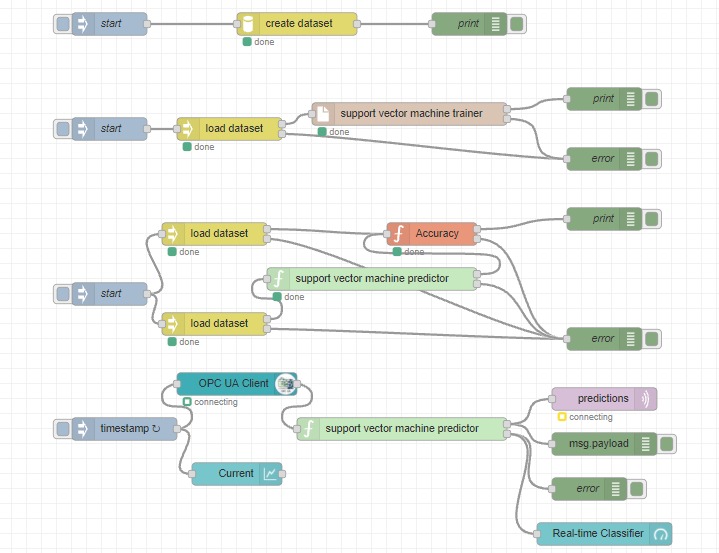 start
create dataset
print
done
print
support vector machine trainer
start
load dataset
done
done
error
print
load dataset
Accuracy
done
done
support vector machine predictor
start
done
load dataset
error
done
OPC UA Client
connecting
predictions
connecting
timestamp ↻
support vector machine predictor
msg.payload
Current
error
Real-time Classifier